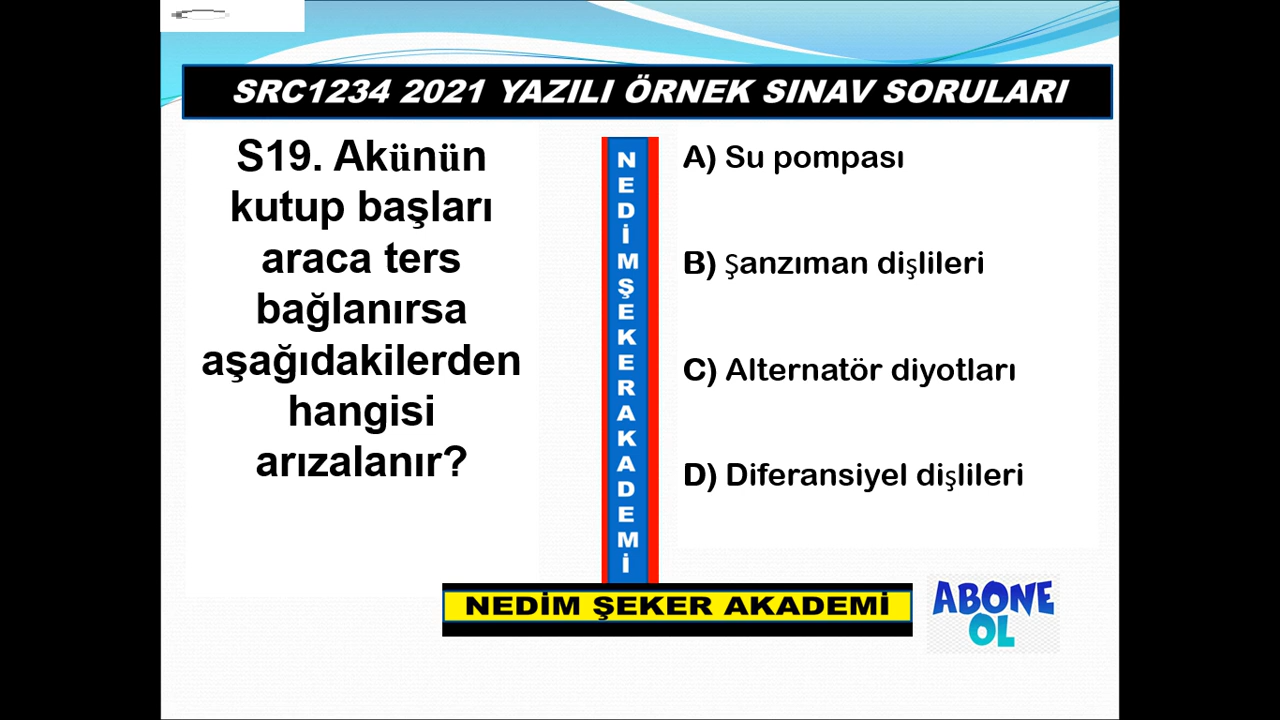 SRC1234 2021 YAZILI ÖRNEK SINAV SORULARI
S19. Akünün
kutup başları
araca ters
bağlanırsa
aşağıdakilerden
hangisi
arızalanır?
NEDİMŞEKERAKADEMİ
A) Su pompası
B) Şanzıman dişlileri
C) Alternatör diyotları
D) Diferansiyel dişlileri
NEDİM ŞEKER AKADEMİ
ABONE
OL